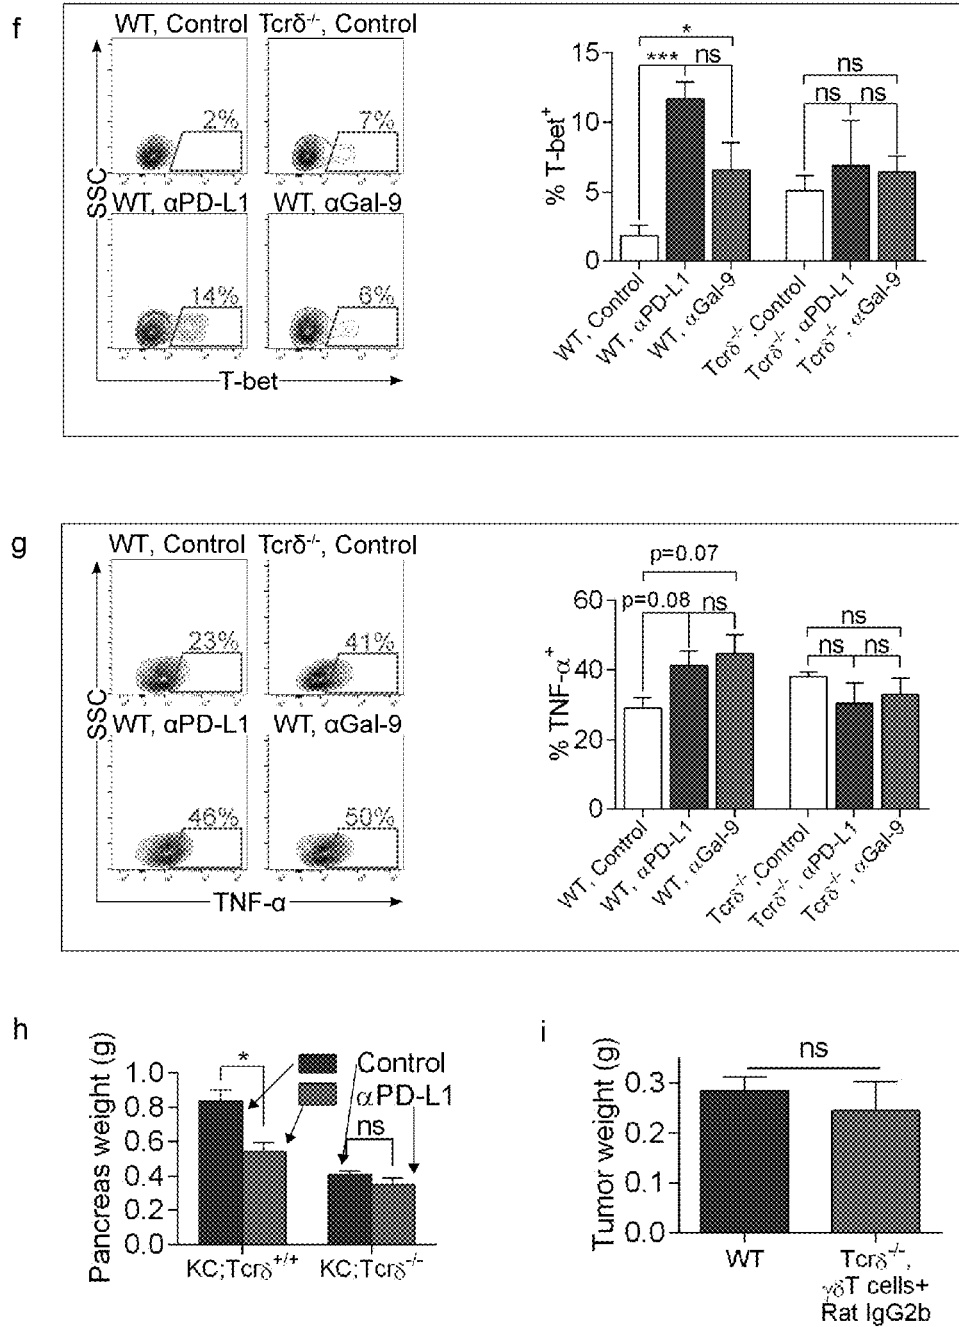 f
WT, Control Tcrδ-/-, Control
2% 7%
SSC
WT, αPD-L1 WT, αGal-9
14% 6%
T-bet
% T-bet+
15
10
5
0
* 
*** ns
ns
ns ns
WT, Control
WT, αPD-L1
WT, αGal-9
Tcrδ-/-, Control
Tcrδ-/-, αPD-L1
Tcrδ-/-, αGal-9
g
WT, Control Tcrδ-/-, Control
23% 41%
SSC
WT, αPD-L1 WT, αGal-9
46% 50%
TNF-α
% TNF-α+
60
40
20
0
p=0.07
p=0.08 ns
ns
ns ns
WT, Control
WT, αPD-L1
WT, αGal-9
Tcrδ-/-, Control
Tcrδ-/-, αPD-L1
Tcrδ-/-, αGal-9
h
Pancreas weight (g)
1.0
0.8
0.6
0.4
0.2
0.0
*
Control
αPD-L1
ns
KC;Tcrδ+/+ KC;Tcrδ-/-
i
Tumor weight (g)
0.3
0.2
0.1
0.0
ns
WT
Tcrδ-/-,
γδT cells+
Rat IgG2b